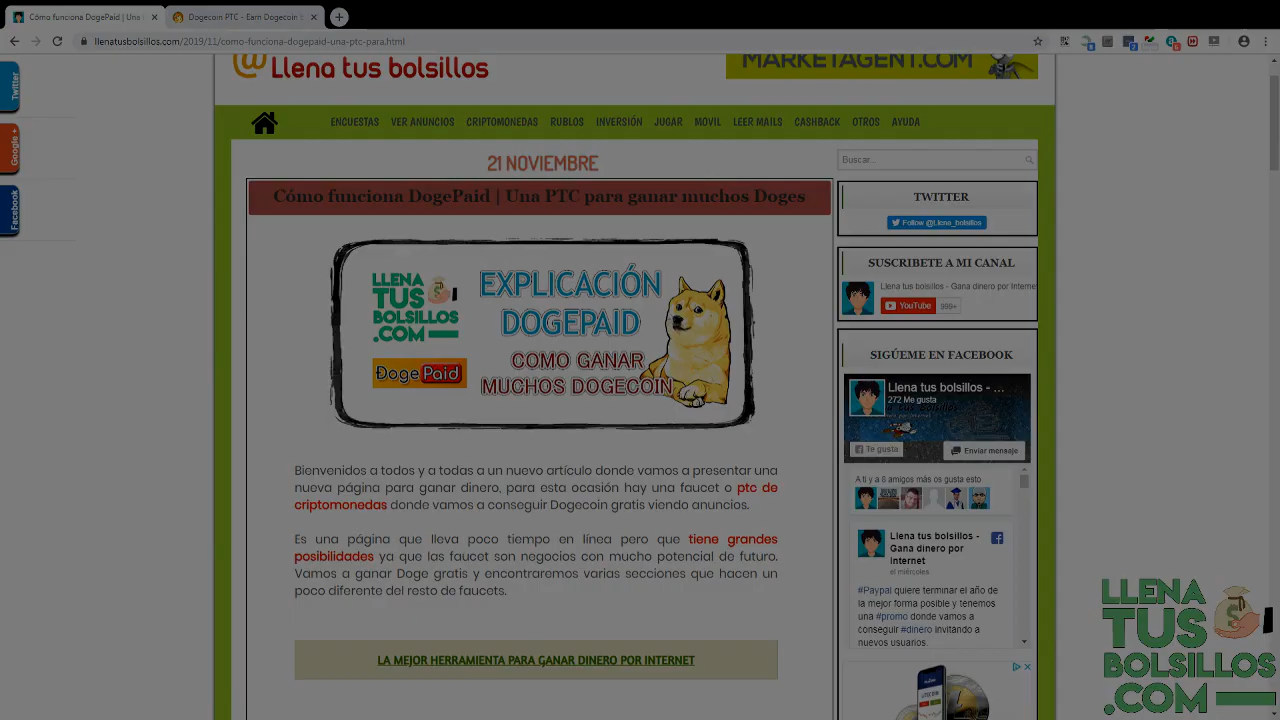 Cómo funciona DogePaid | Una
Dogecoin PTC - Earn Dogecoin b
llenatusbolsillos.com/2019/11/como-funciona-dogepaid-una-ptc-para.html
Twitter
Google +
Facebook
@Llena tus bolsillos
MARKETAGENT.COM
ENCUESTAS VER ANUNCIOS CRIPTOMONEDAS RUBLOS INVERSIÓN JUGAR MOVIL LEER MAILS CASHBACK OTROS AYUDA
21 NOVIEMBRE
Cómo funciona DogePaid | Una PTC para ganar muchos Doges
LLENA
TUS
BOLSILLOS
.COM
DogePaid
EXPLICACIÓN
DOGEPAID
COMO GANAR
MUCHOS DOGECOIN
Bienvenidos a todos y a todas a un nuevo artículo donde vamos a presentar una
nueva página para ganar dinero, para esta ocasión hay una faucet o ptc de
criptomonedas donde vamos a conseguir Dogecoin gratis viendo anuncios.
Es una página que lleva poco tiempo en línea pero que tiene grandes
posibilidades ya que las faucet son negocios con mucho potencial de futuro.
Vamos a ganar Doge gratis y encontraremos varias secciones que hacen un
poco diferente del resto de faucets.
LA MEJOR HERRAMIENTA PARA GANAR DINERO POR INTERNET
Buscar...
TWITTER
Follow @Llena_bolsillos
SUSCRIBETE A MI CANAL
Llena tus bolsillos - Gana dinero por Interne
YouTube 999+
SIGÚEME EN FACEBOOK
Llena tus bolsillos - ...
272 Me gusta
Te gusta
Enviar mensaje
A ti y a 8 amigos más os gusta esto
Llena tus bolsillos -
Gana dinero por
Internet
el miércoles
#Paypal quiere terminar el año de
la mejor forma posible y tenemos
una #promo donde vamos a
conseguir #dinero invitando a
nuevos usuarios.
LLENA
TUS
BOLSILLOS
.COM